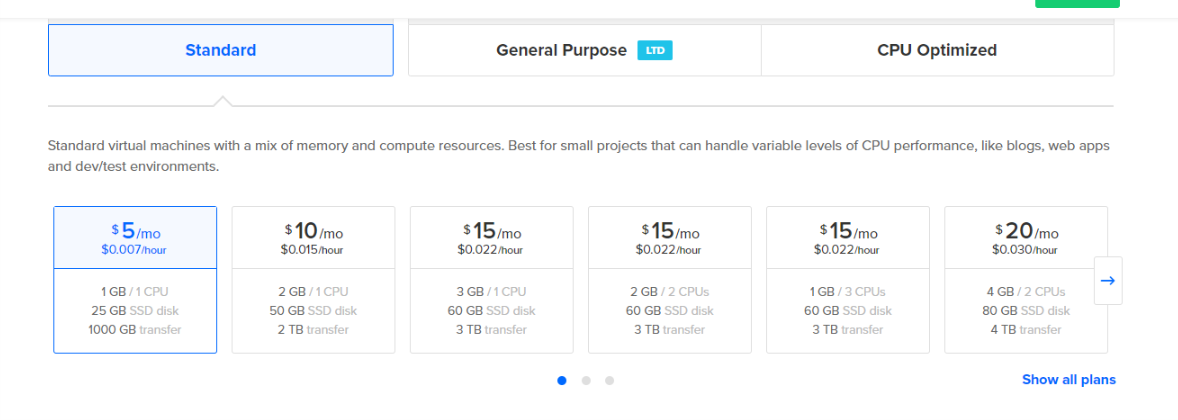 Standard
General Purpose LTD
CPU Optimized
Standard virtual machines with a mix of memory and compute resources. Best for small projects that can handle variable levels of CPU performance, like blogs, web apps
and dev/test environments.
$5/mo
$0.007/hour
1 GB / 1 CPU
25 GB SSD disk
1000 GB transfer
$10/mo
$0.015/hour
2 GB / 1 CPU
50 GB SSD disk
2 TB transfer
$15/mo
$0.022/hour
3 GB / 1 CPU
60 GB SSD disk
3 TB transfer
$15/mo
$0.022/hour
2 GB / 2 CPUs
60 GB SSD disk
3 TB transfer
$15/mo
$0.022/hour
1 GB / 3 CPUs
60 GB SSD disk
3 TB transfer
$20/mo
$0.030/hour
4 GB / 2 CPUs
80 GB SSD disk
4 TB transfer
Show all plans